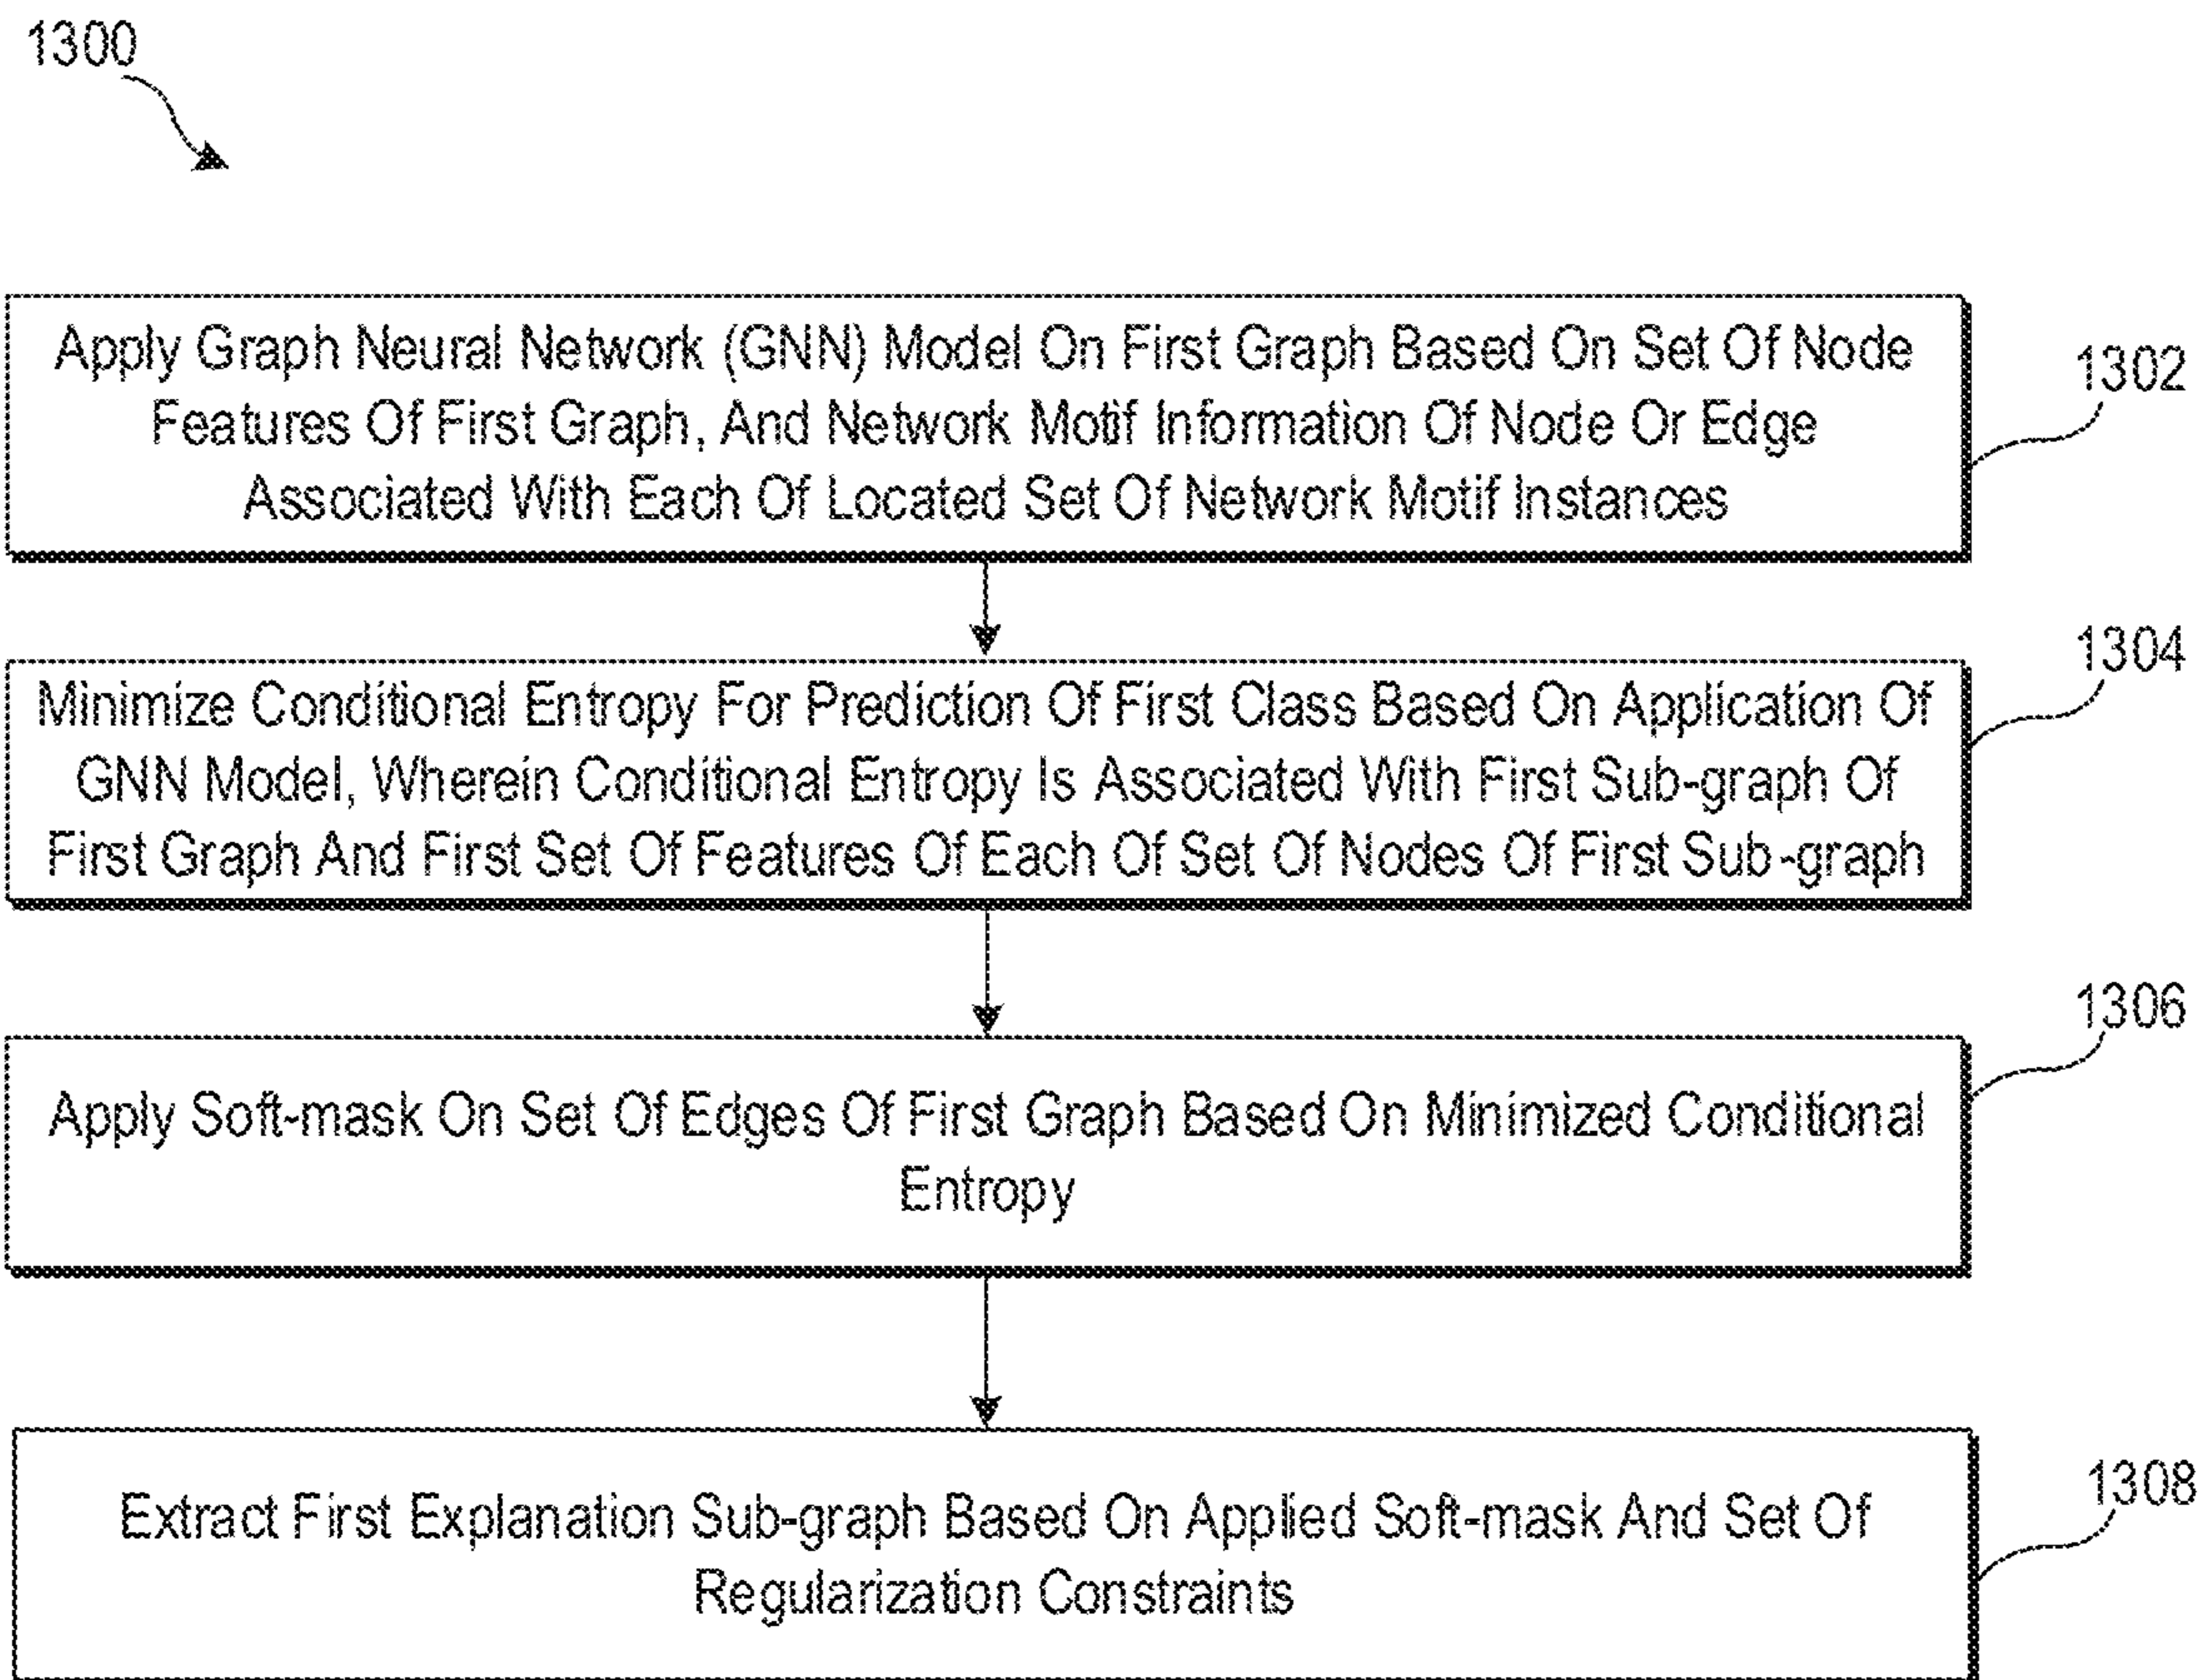 1300
Apply Graph Neural Network (GNN) Model On First Graph Based On Set Of Node
Features Of First Graph, And Network Motif Information Of Node Or Edge
Associated With Each Of Located Set Of Network Motif Instances
1302
Minimize Conditional Entropy For Prediction Of First Class Based On Application Of
GNN Model, Wherein Conditional Entropy Is Associated With First Sub-graph Of
First Graph And First Set Of Features Of Each Of Set Of Nodes Of First Sub-graph
1304
Apply Soft-mask On Set Of Edges Of First Graph Based On Minimized Conditional
Entropy
1306
Extract First Explanation Sub-graph Based On Applied Soft-mask And Set Of
Regularization Constraints
1308